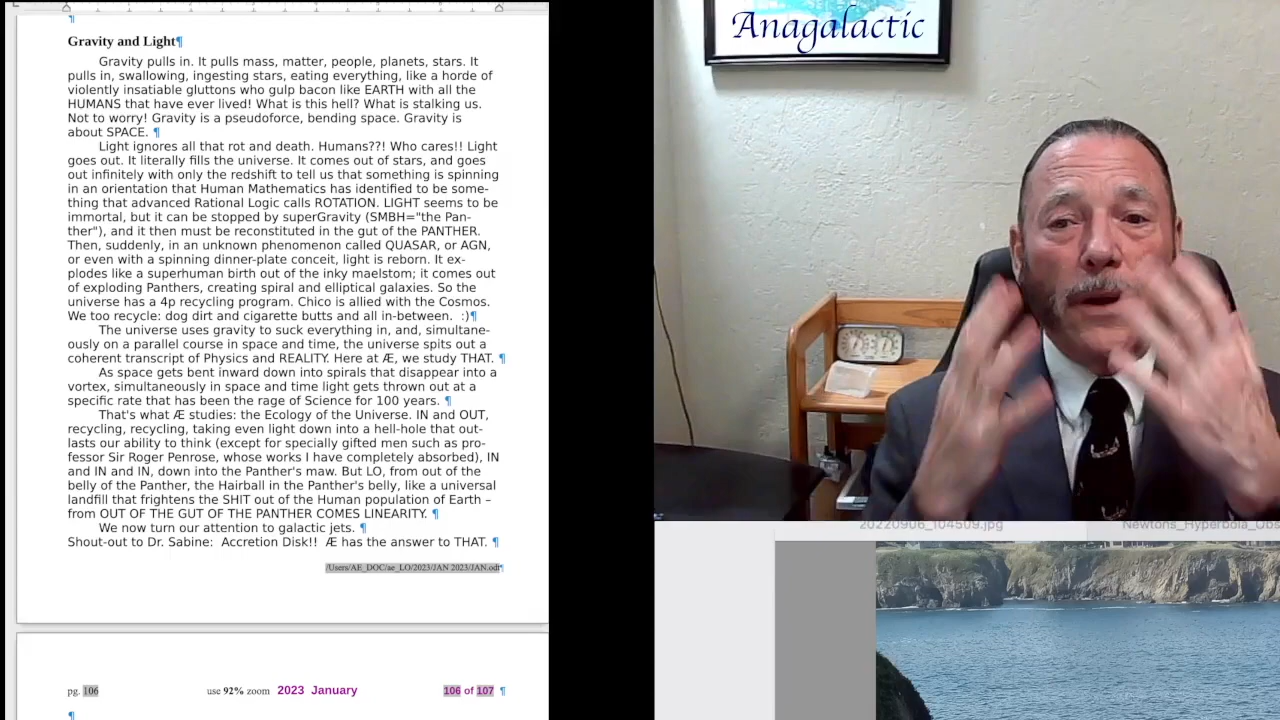 ¶
Gravity and Light¶
Gravity pulls in. It pulls mass, matter, people, planets, stars. It
pulls in, swallowing, ingesting stars, eating everything, like a horde of
violently insatiable gluttons who gulp bacon like EARTH with all the
HUMANS that have ever lived! What is this hell? What is stalking us.
Not to worry! Gravity is a pseudoforce, bending space. Gravity is
about SPACE. ¶
Light ignores all that rot and death. Humans??! Who cares!! Light
goes out. It literally fills the universe. It comes out of stars, and goes
out infinitely with only the redshift to tell us that something is spinning
in an orientation that Human Mathematics has identified to be some-
thing that advanced Rational Logic calls ROTATION. LIGHT seems to be
immortal, but it can be stopped by superGravity (SMBH="the Pan-
ther"), and it then must be reconstituted in the gut of the PANTHER.
Then, suddenly, in an unknown phenomenon called QUASAR, or AGN,
or even with a spinning dinner-plate conceit, light is reborn. It ex-
plodes like a superhuman birth out of the inky maelstom; it comes out
of exploding Panthers, creating spiral and elliptical galaxies. So the
universe has a 4p recycling program. Chico is allied with the Cosmos.
We too recycle: dog dirt and cigarette butts and all in-between.  :)¶
The universe uses gravity to suck everything in, and, simultane-
ously on a parallel course in space and time, the universe spits out a
coherent transcript of Physics and REALITY. Here at Æ, we study THAT. ¶
As space gets bent inward down into spirals that disappear into a
vortex, simultaneously in space and time light gets thrown out at a
specific rate that has been the rage of Science for 100 years. ¶
That's what Æ studies: the Ecology of the Universe. IN and OUT,
recycling, recycling, taking even light down into a hell-hole that out-
lasts our ability to think (except for specially gifted men such as pro-
fessor Sir Roger Penrose, whose works I have completely absorbed), IN
and IN and IN, down into the Panther's maw. But LO, from out of the
belly of the Panther, the Hairball in the Panther's belly, like a universal
landfill that frightens the SHIT out of the Human population of Earth –
from OUT OF THE GUT OF THE PANTHER COMES LINEARITY. ¶
We now turn our attention to galactic jets. ¶
Shout-out to Dr. Sabine:  Accretion Disk!!  Æ has the answer to THAT. ¶
/Users/AE_DOC/ae_LO/2023/JAN 2023/JAN.odt¶
pg. 106 use 92% zoom 2023 January 106 of 107 ¶
¶
Anagalactic
20220906_104509.jpg Newtons_Hyperbola_Obs